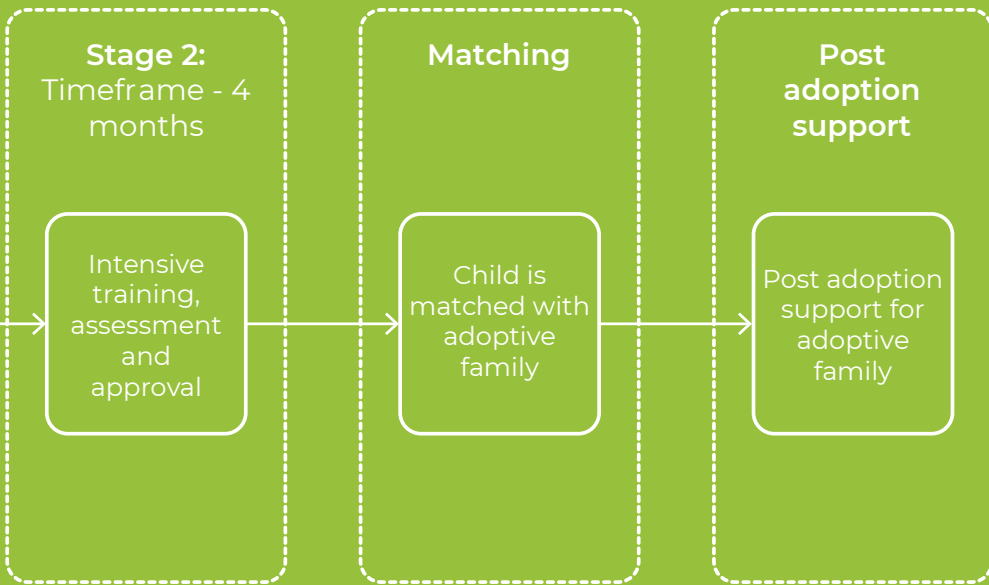 Stage 2:
Timeframe - 4
months
Intensive
training,
assessment
and
approval
Matching
Child is
matched with
adoptive
family
Post
adoption
support
Post adoption
support for
adoptive
family